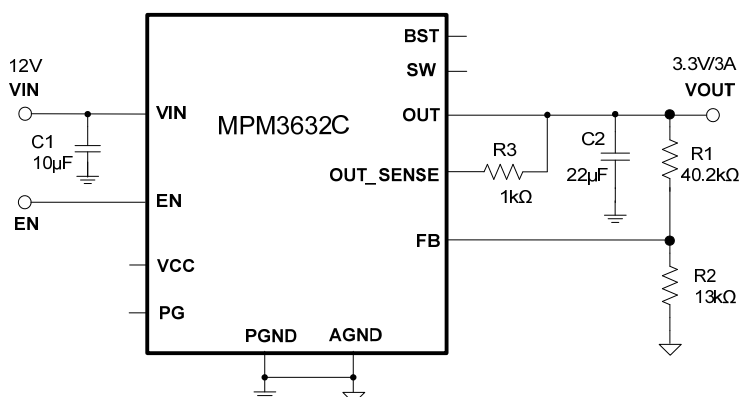 BST
12V
VIN
SW
3.3V/3A
VOUT
VIN
OUT
MPM3632C
C1
10µF
C2
22µF
R3
1kΩ
R1
40.2kΩ
OUT_SENSE
EN
EN
FB
VCC
R2
13kΩ
PG
PGND
AGND